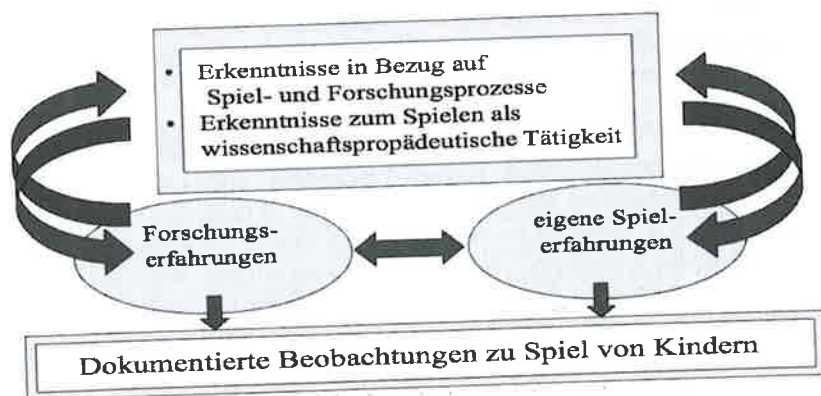 • Erkenntnisse in Bezug auf
Spiel- und Forschungsprozesse
• Erkenntnisse zum Spielen als
wissenschaftspropädeutische Tätigkeit
Forschungs-
erfahrungen
eigene Spiel-
erfahrungen
Dokumentierte Beobachtungen zu Spiel von Kindern